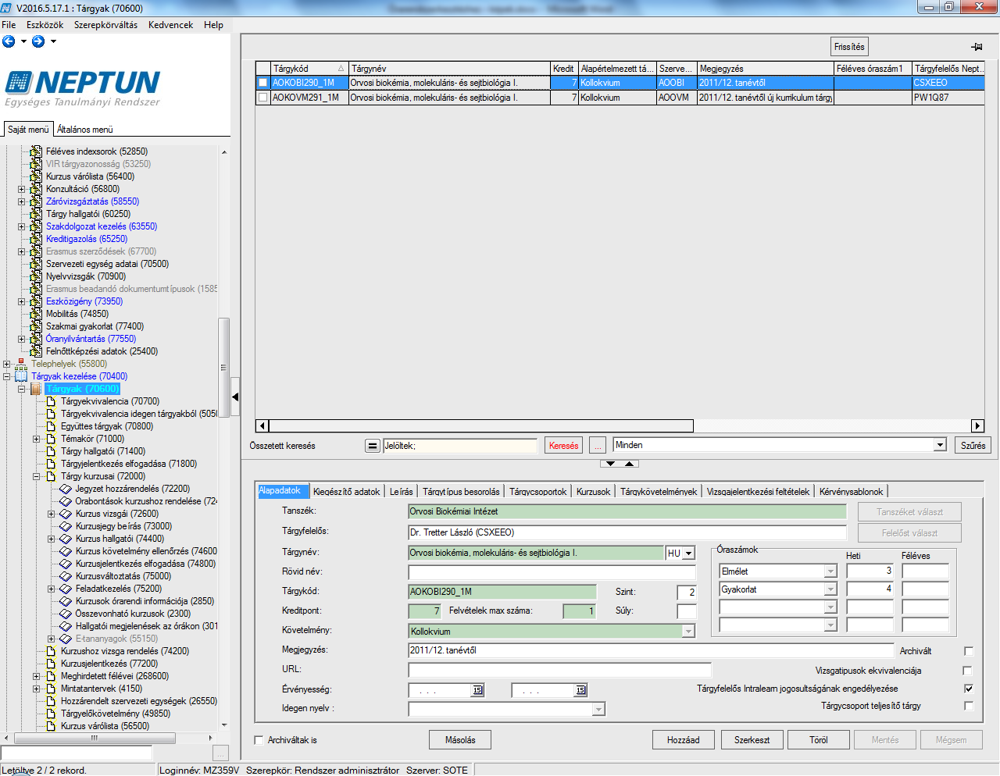 V2016.5.17.1 : Tárgyak (70600)
File Eszközök Szerepkörváltás Kedvencek Help
NEPTUN
Egységes Tanulmányi Rendszer
Saját menü Általános menü
Féléves indexsorok (52850)
VIR tárgyazonosság (53250)
Kurzus várólista (56400)
Konzultáció (56800)
Záróvizsgáztatás (58550)
Tárgy hallgatói (60250)
Szakdolgozat kezelés (63550)
Kreditigazolás (65250)
Erasmus szerződések (67700)
Szervezeti egység adatai (70500)
Nyelvvizsgák (70900)
Erasmus beadandó dokumentumtípusok (1585
Eszközigény (73950)
Mobilitás (74850)
Szakmai gyakorlat (77400)
Óranyilvántartás (77550)
Felnőttképzési adatok (25400)
Telephelyek (55800)
Tárgyak kezelése (70400)
Tárgyak (70600)
Tárgyekvivalencia (70700)
Tárgyekvivalencia idegen tárgyakból (5050
Együttes tárgyak (70800)
Témakör (71000)
Tárgy hallgatói (71400)
Tárgyjelentkezés elfogadása (71800)
Tárgy kurzusai (72000)
Jegyzet hozzárendelés (72200)
Órabontások kurzushoz rendelése (724
Kurzus vizsgái (72600)
Kurzusjegy beírás (73000)
Kurzus hallgatói (74400)
Kurzus követelmény ellenőrzés (74600
Kurzusjelentkezés elfogadása (74800)
Kurzusváltoztatás (75000)
Feladatkezelés (75200)
Kurzusok órarendi információja (2850)
Összevonható kurzusok (2300)
Hallgatói megjelenések az órákon (301
E-tananyagok (55150)
Kurzushoz vizsga rendelés (74200)
Kurzusjelentkezés (77200)
Meghirdetett félévei (268600)
Mintatantervek (4150)
Hozzárendelt szervezeti egységek (26550)
Tárgyelőkövetelmény (49850)
Kurzus várólista (56500)
...
Frissítés
Tárgykód Tárgynév Kredit Alapértelmezett tá... Szerve... Megjegyzés Féléves óraszám1 Tárgyfelelős Nept...
AOKOBI290_1M Orvosi biokémia, molekuláris- és sejtbiológia I. 7 Kollokvium AOOBI 2011/12. tanévtől CSXEEO
AOKOVM291_1M Orvosi biokémia, molekuláris- és sejtbiológia I. 7 Kollokvium AOOVM 2011/12. tanévtől új kurrikulum tárgy PW1Q87
Összetett keresés = Jelöltek; Keresés ... Minden Szűrés
Alapadatok Kiegészítő adatok Leírás Tárgytípus besorolás Tárgycsoportok Kurzusok Tárgykövetelmények Vizsgajelentkezési feltételek Kérvénysablonok
Tanszék: Orvosi Biokémiai Intézet Tanszéket választ
Tárgyfelelős: Dr. Tretter László (CSXEEO) Felelőst választ
Tárgynév: Orvosi biokémia, molekuláris- és sejtbiológia I. HU
Óraszámok Heti Féléves
Elmélet 3
Rövid név:
Gyakorlat 4
Tárgykód: AOKOBI290_1M Szint: 2
Kreditpont: 7 Felvételek max száma: 1 Súly:
Követelmény: Kollokvium
Megjegyzés: 2011/12. tanévtől Archivált
URL: Vizsgatipusok ekvivalenciája
Érvényesség: . . . 15 . . . 15 Tárgyfelelős Intralearn jogosultságának engedélyezése
Idegen nyelv : Tárgycsoport teljesítő tárgy
Archiváltak is Másolás Hozzáad Szerkeszt Töröl Mentés Mégsem
Letöltve 2 / 2 rekord. Loginnév: MZ359V Szerepkör: Rendszer adminisztrátor Szerver: SOTE